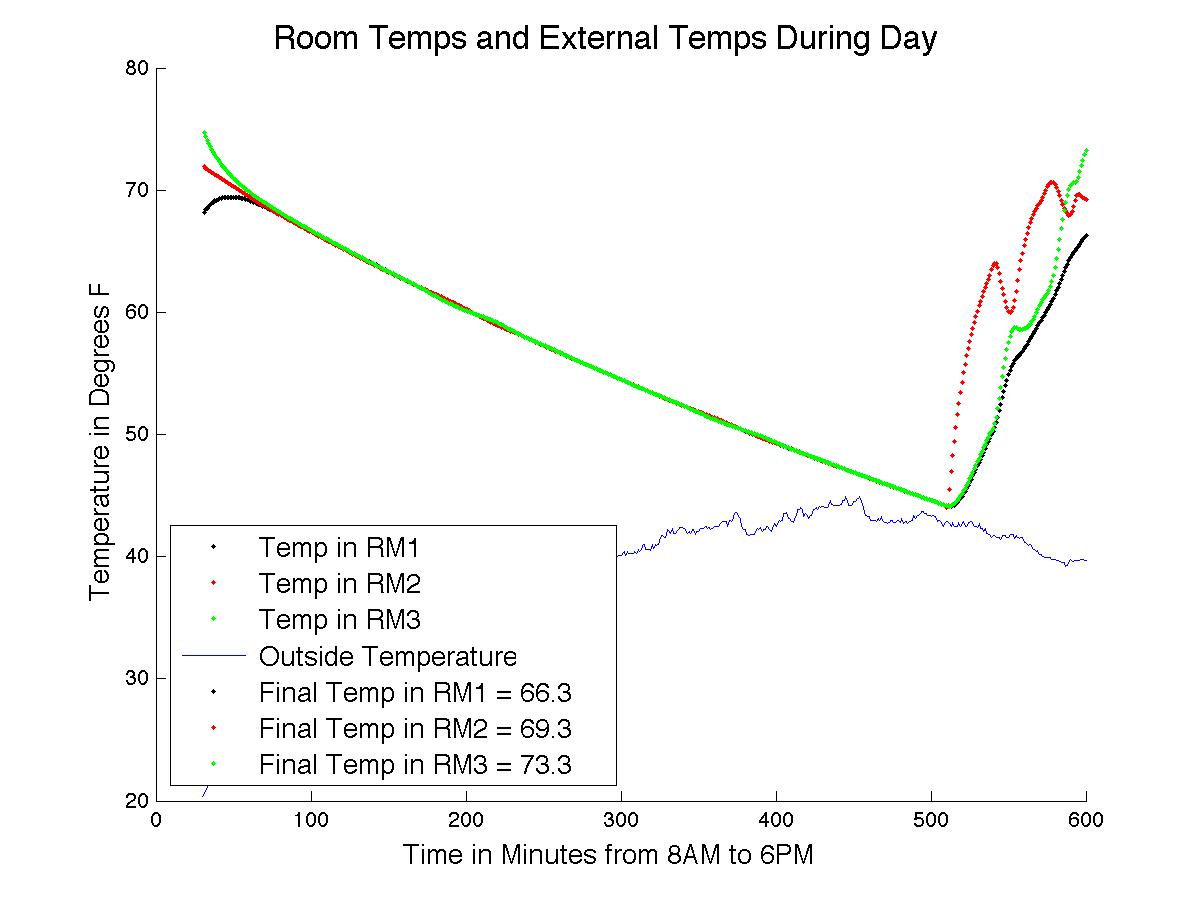 Room Temps and External Temps During Day
80
70
60
50
40
30
20
Temperature in Degrees F
Temp in RM1
Temp in RM2
Temp in RM3
Outside Temperature
Final Temp in RM1 = 66.3
Final Temp in RM2 = 69.3
Final Temp in RM3 = 73.3
0 100 200 300 400 500 600
Time in Minutes from 8AM to 6PM